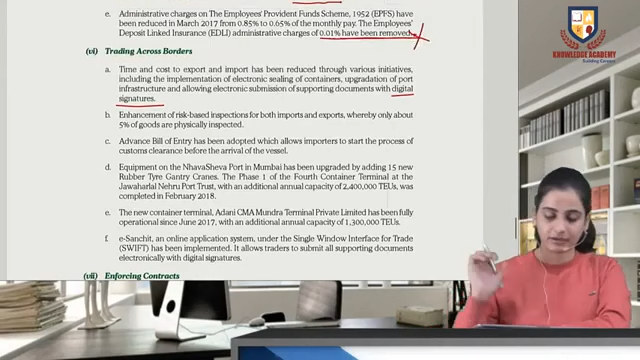 e. Administrative charges on The Employees' Provident Funds Scheme, 1952 (EPFS) have
been reduced in March 2017 from 0.85% to 0.65% of the monthly pay. The Employees'
Deposit Linked Insurance (EDLI) administrative charges of 0.01% have been removed.
(vi) Trading Across Borders
a. Time and cost to export and import has been reduced through various initiatives,
including the implementation of electronic sealing of containers, upgradation of port
infrastructure and allowing electronic submission of supporting documents with digital
signatures.
b. Enhancement of risk-based inspections for both imports and exports, whereby only about
5% of goods are physically inspected.
c. Advance Bill of Entry has been adopted which allows importers to start the process of
customs clearance before the arrival of the vessel.
d. Equipment on the NhavaSheva Port in Mumbai has been upgraded by adding 15 new
Rubber Tyre Gantry Cranes. The Phase 1 of the Fourth Container Terminal at the
Jawaharlal Nehru Port Trust, with an additional annual capacity of 2,400,000 TEUs, was
completed in February 2018.
e. The new container terminal, Adani CMA Mundra Terminal Private Limited has been fully
operational since June 2017, with an additional annual capacity of 1,300,000 TEUs.
f. e-Sanchit, an online application system, under the Single Window Interface for Trade
(SWIFT) has been implemented. It allows traders to submit all supporting documents
electronically with digital signatures.
(vii) Enforcing Contracts
KNOWLEDGE ACADEMY
Building Careers